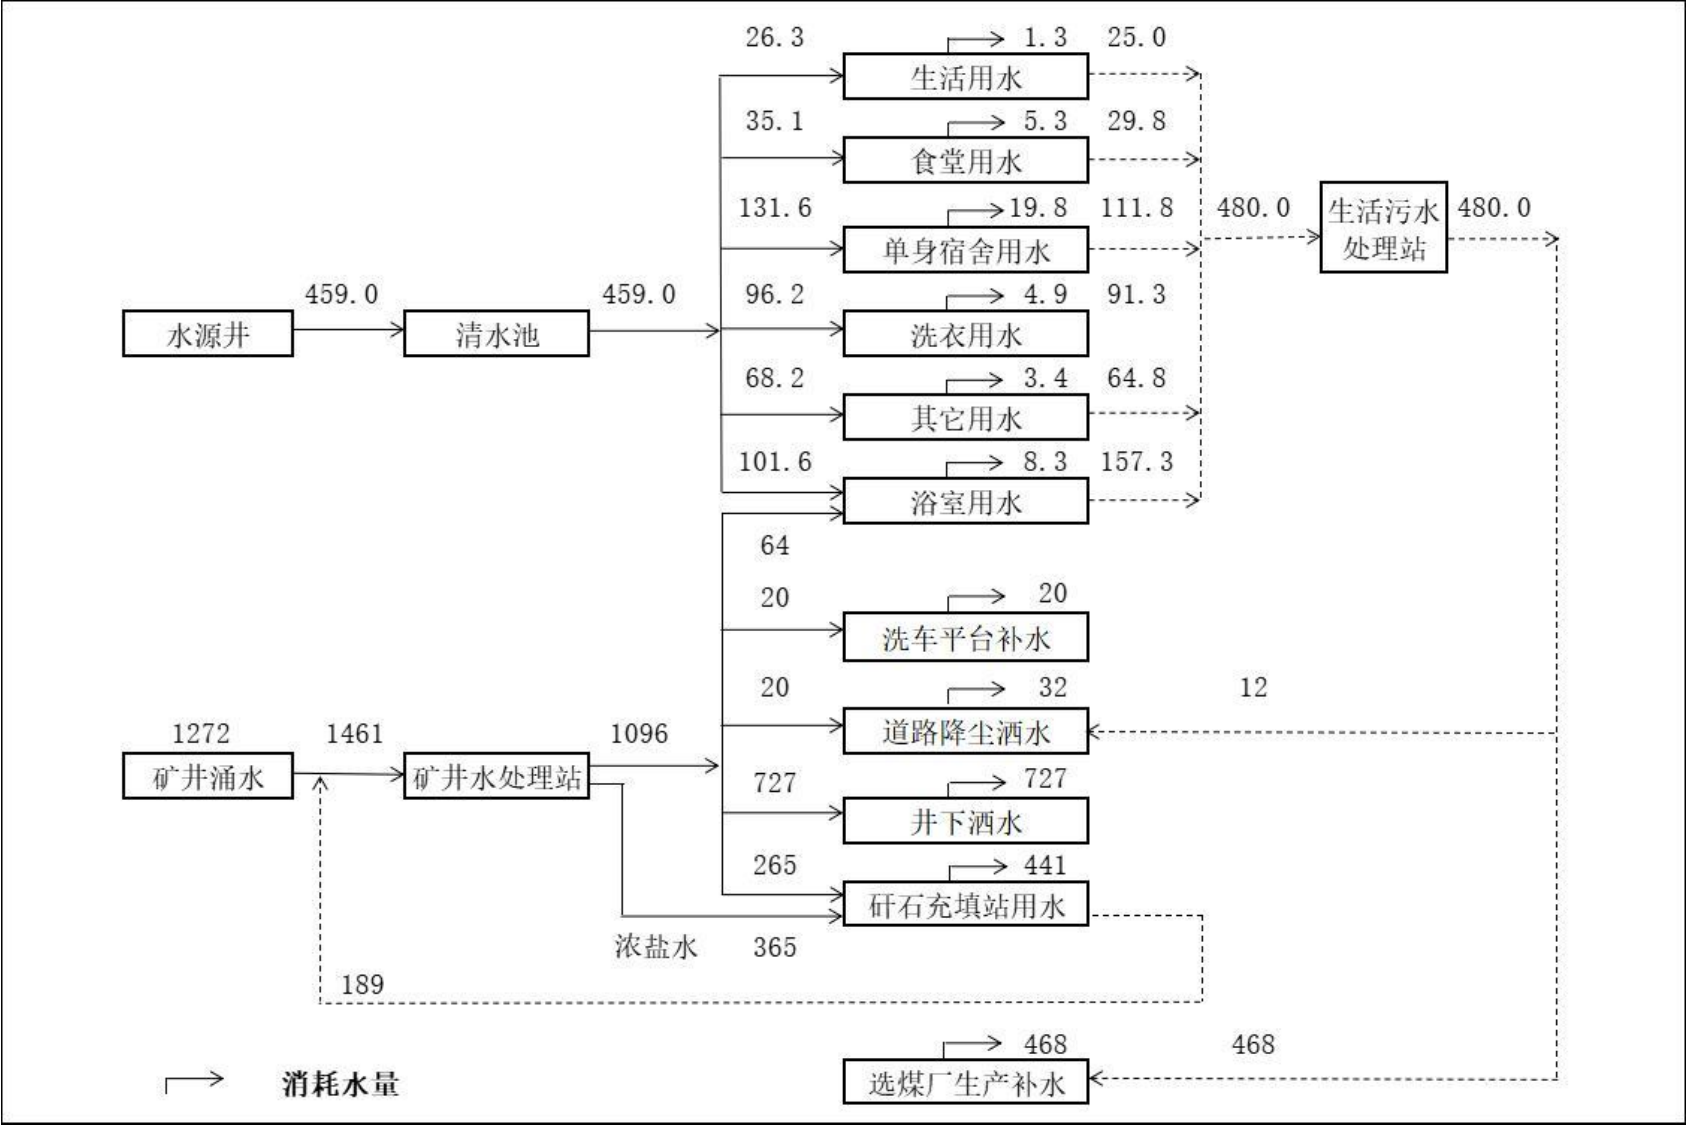 26.3
1.3
25.0
生活用水
35.1
5.3
29.8
食堂用水
131.6
19.8
111.8
480.0
生活污水
处理站
480.0
单身宿舍用水
459.0
459.0
96.2
4.9
91.3
水源井
清水池
洗衣用水
68.2
3.4
64.8
其它用水
101.6
8.3
157.3
浴室用水
64
20
20
洗车平台补水
20
32
12
道路降尘洒水
1272
1461
1096
矿井涌水
矿井水处理站
727
727
井下洒水
265
441
矸石充填站用水
浓盐水
365
189
468
468
选煤厂生产补水
消耗水量